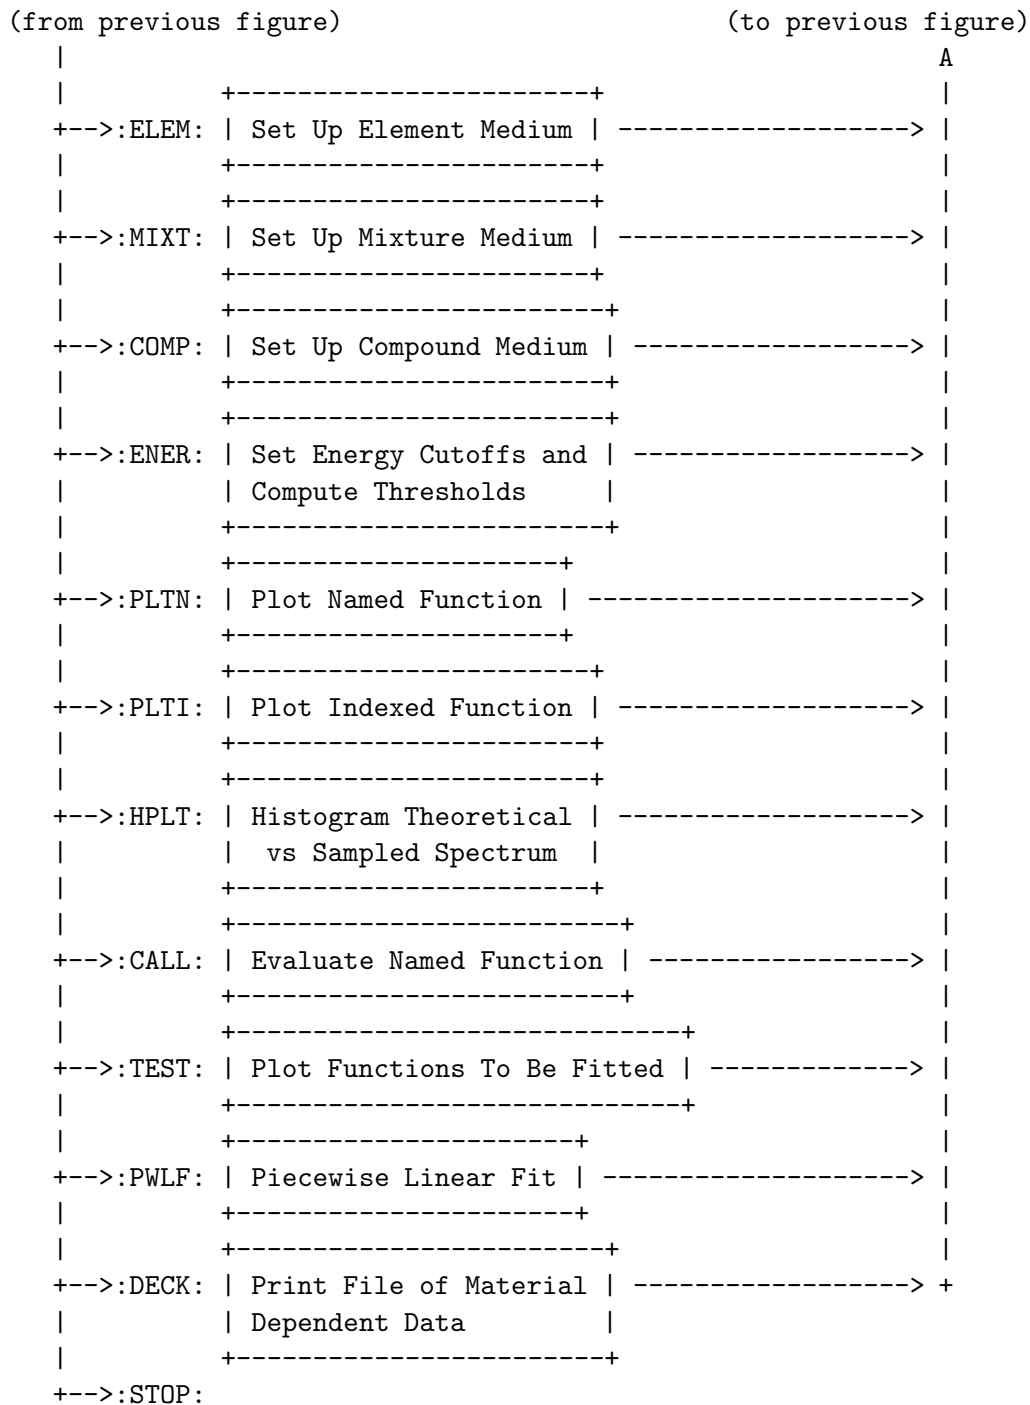 (from previous figure)                          (to previous figure)
   |                                                         A
   |          +-----------------------+                      |
   +-->:ELEM: | Set Up Element Medium | -------------------> |
   |          +-----------------------+                      |
   |          +-----------------------+                      |
   +-->:MIXT: | Set Up Mixture Medium | -------------------> |
   |          +-----------------------+                      |
   |          +------------------------+                     |
   +-->:COMP: | Set Up Compound Medium | ------------------> |
   |          +------------------------+                     |
   |          +------------------------+                     |
   +-->:ENER: | Set Energy Cutoffs and | ------------------> |
   |          | Compute Thresholds     |                     |
   |          +------------------------+                     |
   |          +---------------------+                        |
   +-->:PLTN: | Plot Named Function | ---------------------> |
   |          +---------------------+                        |
   |          +-----------------------+                      |
   +-->:PLTI: | Plot Indexed Function | -------------------> |
   |          +-----------------------+                      |
   |          +-----------------------+                      |
   +-->:HPLT: | Histogram Theoretical | -------------------> |
   |          |  vs Sampled Spectrum  |                      |
   |          +-----------------------+                      |
   |          +-------------------------+                    |
   +-->:CALL: | Evaluate Named Function | -----------------> |
   |          +-------------------------+                    |
   |          +-----------------------------+                |
   +-->:TEST: | Plot Functions To Be Fitted | -------------> |
   |          +-----------------------------+                |
   |          +----------------------+                       |
   +-->:PWLF: | Piecewise Linear Fit | --------------------> |
   |          +----------------------+                       |
   |          +------------------------+                     |
   +-->:DECK: | Print File of Material | ------------------> +
   |          | Dependent Data         |
   |          +------------------------+
   +-->:STOP: